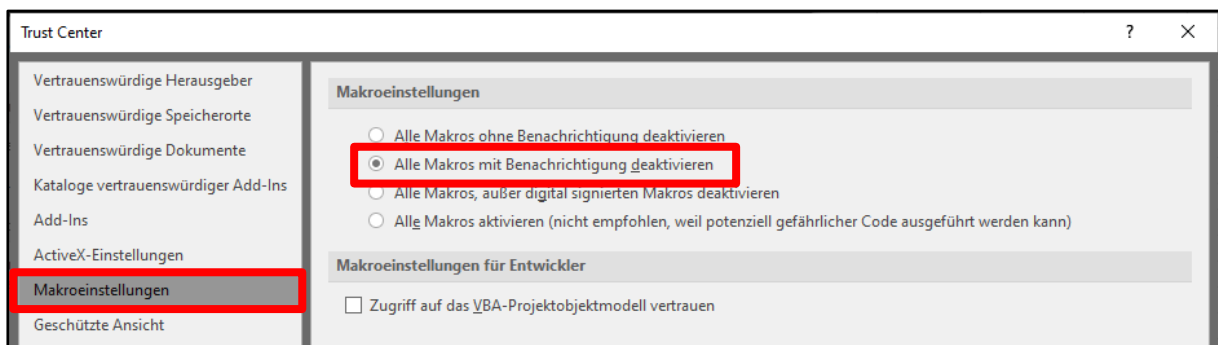 Trust Center
?
Vertrauenswürdige Herausgeber
Vertrauenswürdige Speicherorte
Vertrauenswürdige Dokumente
Kataloge vertrauenswürdiger Add-Ins
Add-Ins
ActiveX-Einstellungen
Makroeinstellungen
Geschützte Ansicht
Makroeinstellungen
Alle Makros ohne Benachrichtigung deaktivieren
Alle Makros mit Benachrichtigung deaktivieren
Alle Makros, außer digital signierten Makros deaktivieren
Alle Makros aktivieren (nicht empfohlen, weil potenziell gefährlicher Code ausgeführt werden kann)
Makroeinstellungen für Entwickler
Zugriff auf das VBA-Projektobjektmodell vertrauen